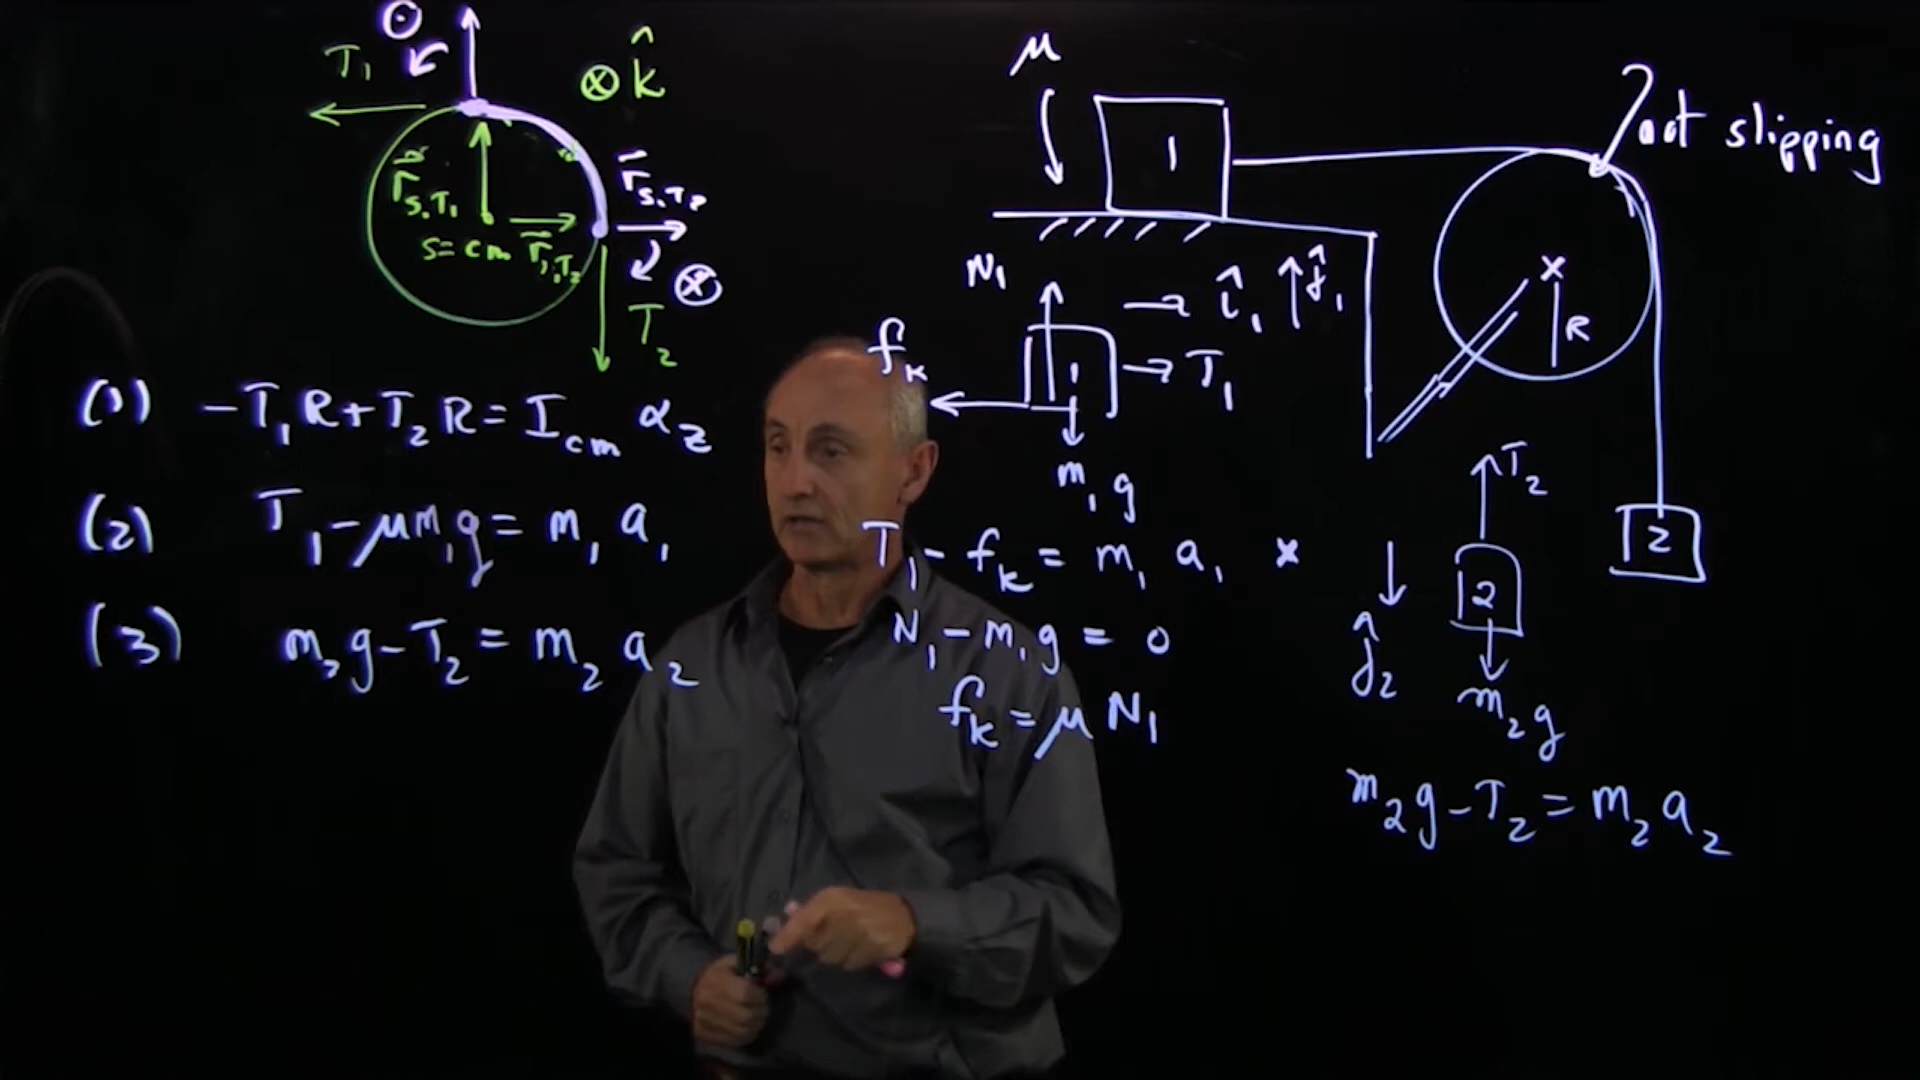 T₁
⊗ k̂
r⃗ₛ,T₁
r⃗ₛ,T₂
S=cm r⃗₁,T₂
T₂
(1) -T₁R+T₂R=I_cm α_z
(2) T₁-μm₁g=m₁a₁
(3) m₂g-T₂=m₂a₂
μ
1
not slipping
N₁
î₁
ĵ₁
f_k
1
T₁
m₁g
R
T₁-f_k=m₁a₁ ×
N₁-m₁g=0
f_k=μN₁
T₂
2
2
ĵ₂
m₂g
m₂g-T₂=m₂a₂